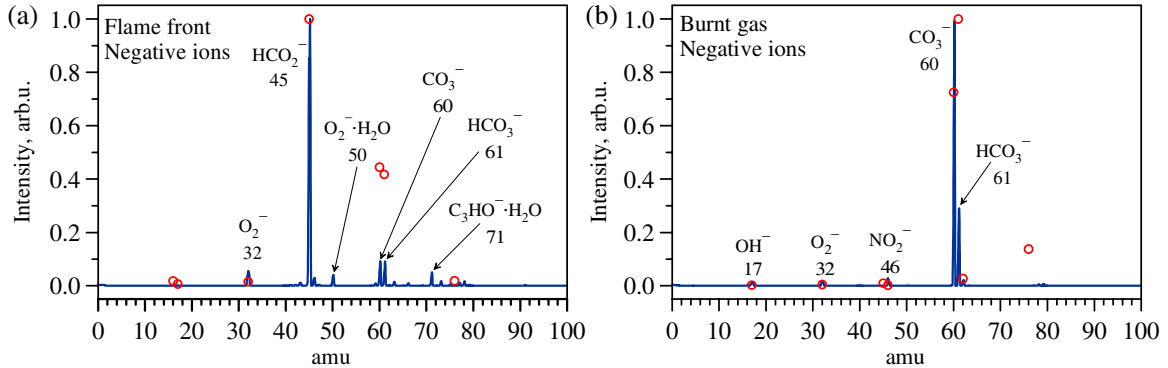 (a)
Flame front
Negative ions
HCO₂⁻
45
O₂⁻
32
O₂⁻·H₂O
50
CO₃⁻
60
HCO₃⁻
61
C₃HO⁻·H₂O
71
Intensity, arb.u.
1.0
0.8
0.6
0.4
0.2
0.0
0 10 20 30 40 50 60 70 80 90 100
amu
(b)
Burnt gas
Negative ions
CO₃⁻
60
HCO₃⁻
61
OH⁻
17
O₂⁻
32
NO₂⁻
46
Intensity, arb.u.
1.0
0.8
0.6
0.4
0.2
0.0
0 10 20 30 40 50 60 70 80 90 100
amu